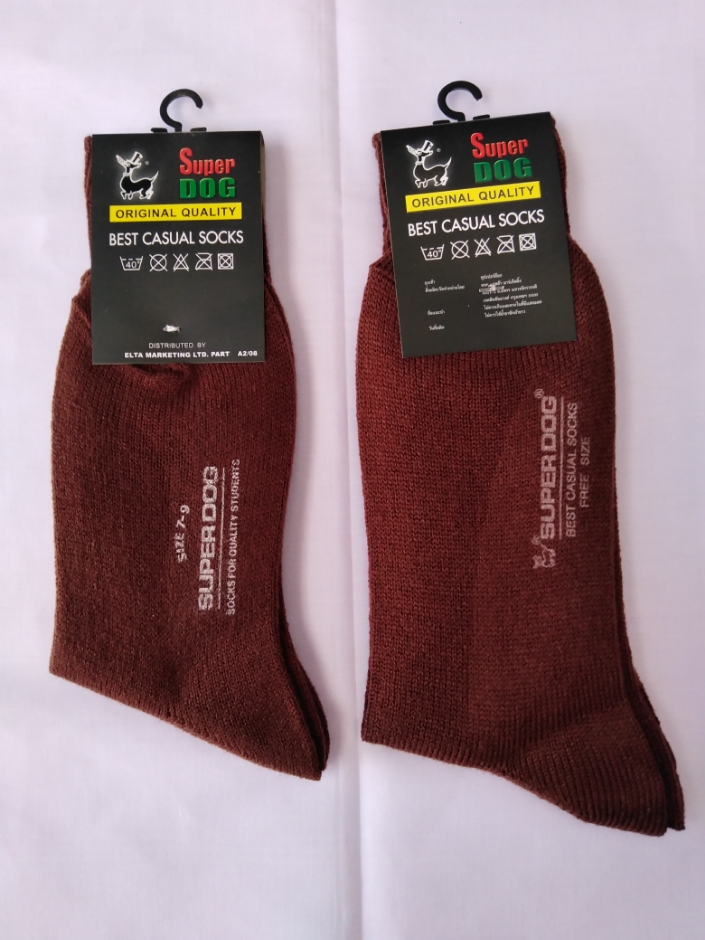 Super
DOG
ORIGINAL QUALITY
BEST CASUAL SOCKS
40
DISTRIBUTED BY
ELTA MARKETING LTD. PART A2/08
SIZE 7-9
SUPER DOG
SOCKS FOR QUALITY STUDENTS
Super
DOG
ORIGINAL QUALITY
BEST CASUAL SOCKS
40
SUPER DOG®
BEST CASUAL SOCKS
FREE SIZE